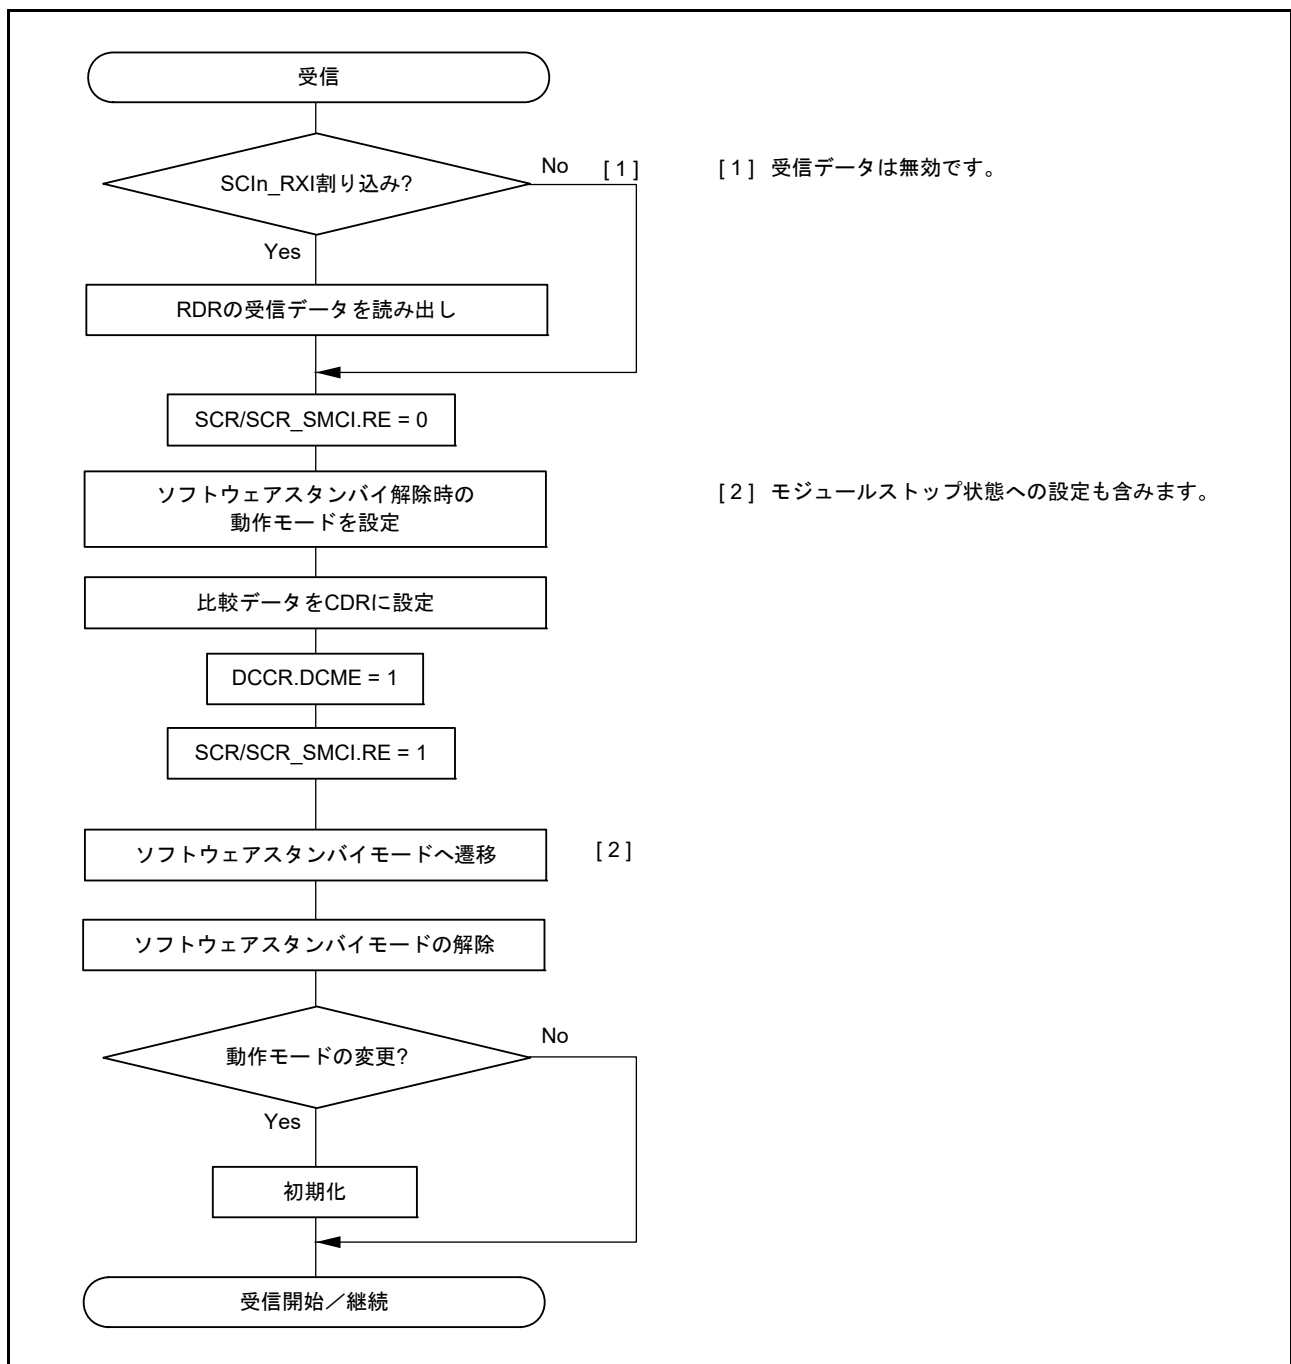 受信
SCIn_RXI割り込み?
No
[ 1 ]
[ 1 ] 受信データは無効です。
Yes
RDRの受信データを読み出し
SCR/SCR_SMCI.RE = 0
ソフトウェアスタンバイ解除時の
動作モードを設定
[ 2 ] モジュールストップ状態への設定も含みます。
比較データをCDRに設定
DCCR.DCME = 1
SCR/SCR_SMCI.RE = 1
ソフトウェアスタンバイモードへ遷移
[ 2 ]
ソフトウェアスタンバイモードの解除
動作モードの変更?
No
Yes
初期化
受信開始／継続